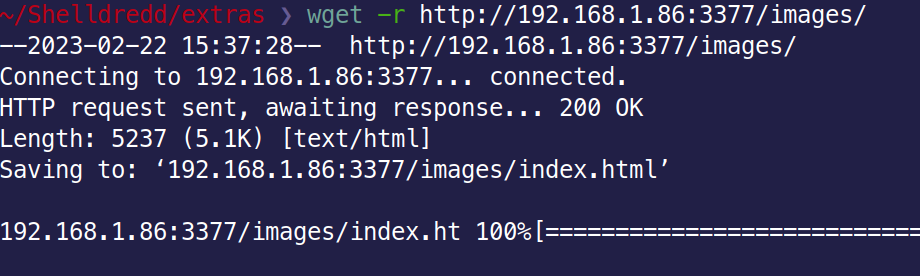 ~/Shelldredd/extras ❯ wget -r http://192.168.1.86:3377/images/
--2023-02-22 15:37:28--  http://192.168.1.86:3377/images/
Connecting to 192.168.1.86:3377... connected.
HTTP request sent, awaiting response... 200 OK
Length: 5237 (5.1K) [text/html]
Saving to: ‘192.168.1.86:3377/images/index.html’
192.168.1.86:3377/images/index.ht 100%[===========================